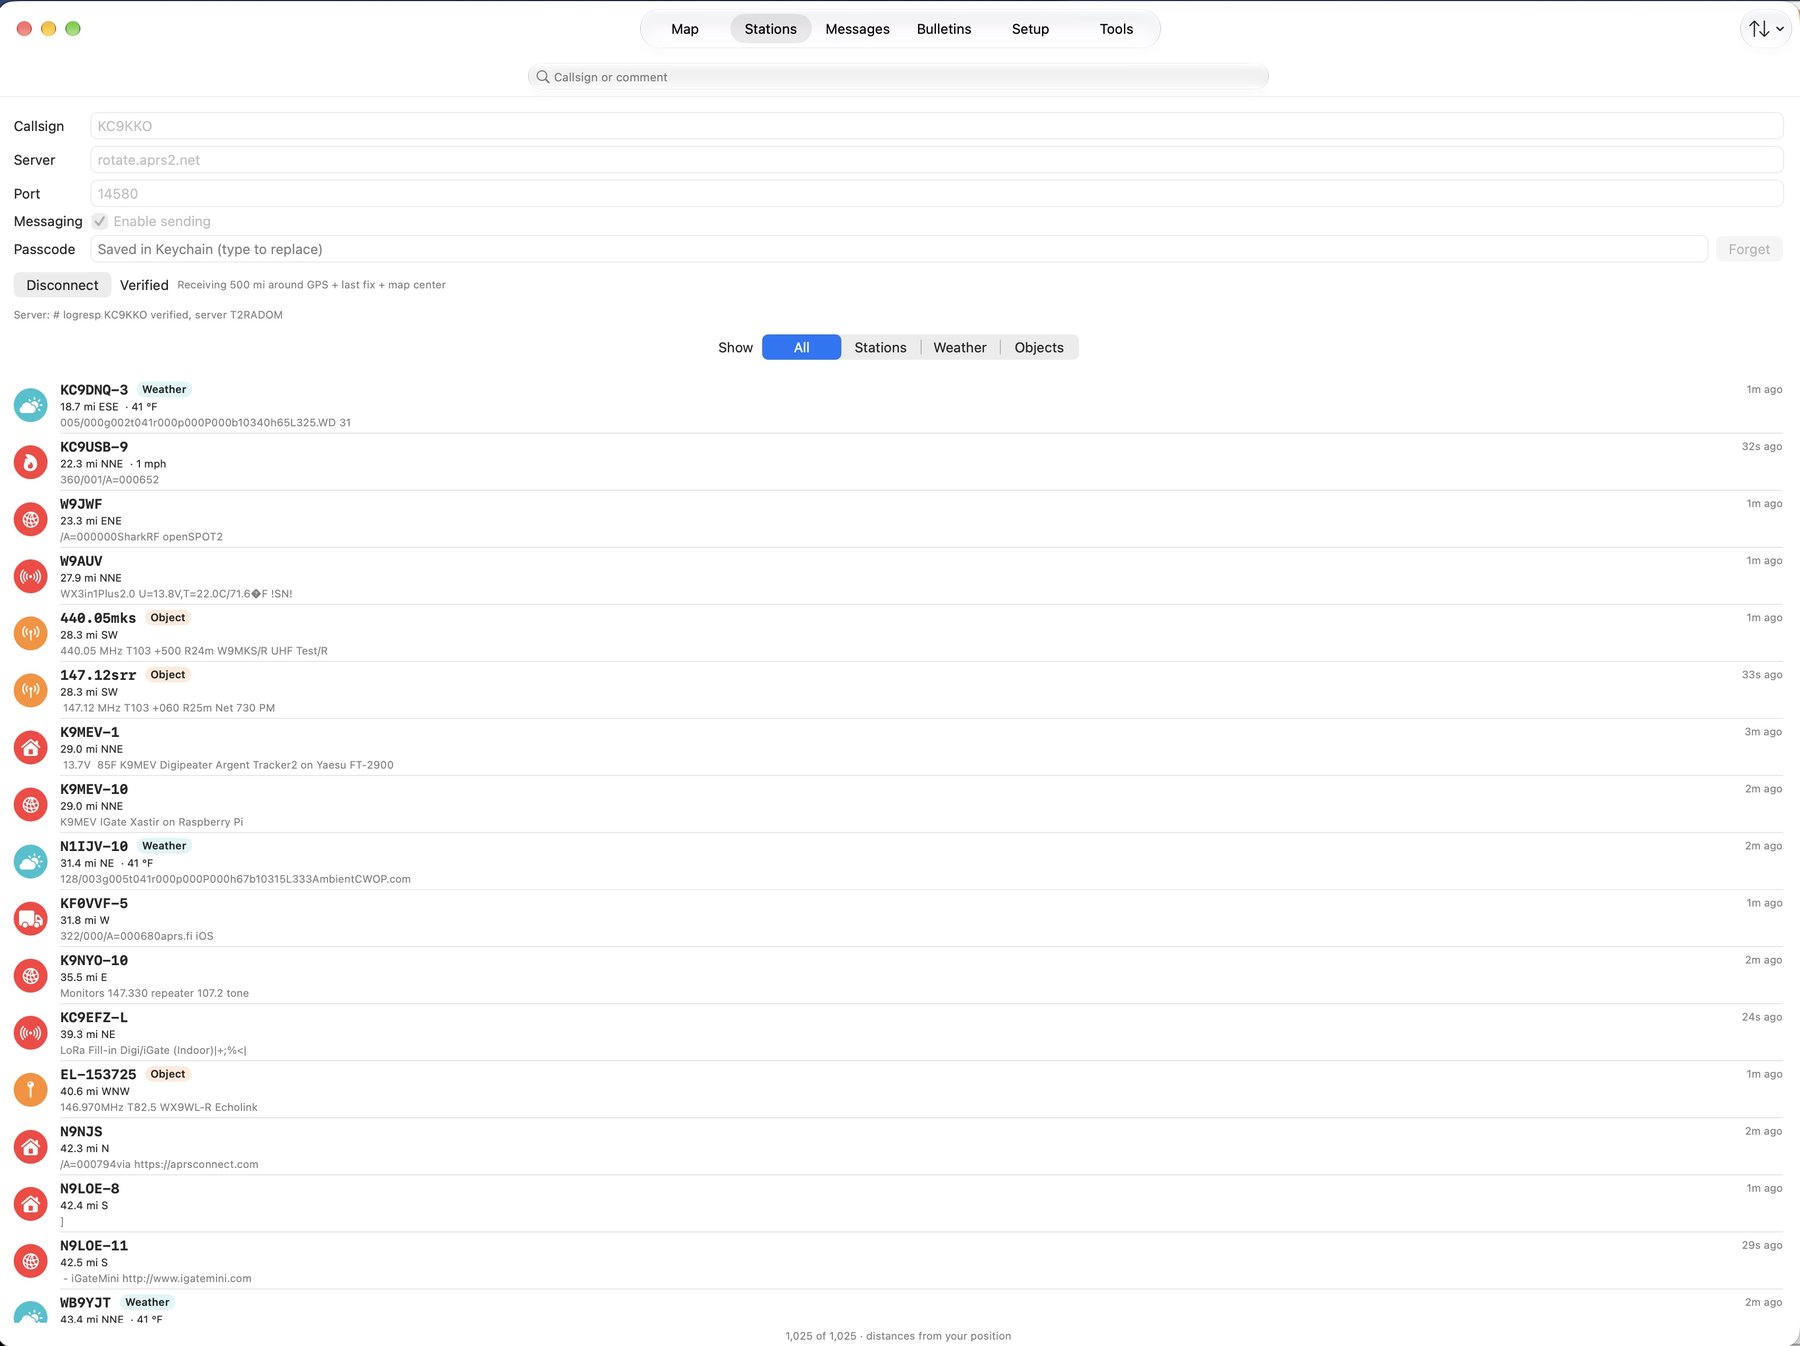 Map Stations Messages Bulletins Setup Tools
Callsign or comment
Callsign KC9KKO
Server rotate.aprs2.net
Port 14580
Messaging Enable sending
Passcode Saved in Keychain (type to replace) Forget
Disconnect Verified Receiving 500 mi around GPS + last fix + map center
Server: # logresp KC9KKO verified, server T2RADOM
Show All Stations Weather Objects
KC9DNQ-3 Weather 1m ago
18.7 mi ESE · 41 °F
005/000g002t041r000p000P000b10340h65L325.WD 31
KC9USB-9 32s ago
22.3 mi NNE · 1 mph
360/001/A=000652
W9JWF 1m ago
23.3 mi ENE
/A=000000SharkRF openSPOT2
W9AUV 1m ago
27.9 mi NNE
WX3in1Plus2.0 U=13.8V,T=22.0C/71.6�F !SN!
440.05mks Object 1m ago
28.3 mi SW
440.05 MHz T103 +500 R24m W9MKS/R UHF Test/R
147.12srr Object 33s ago
28.3 mi SW
147.12 MHz T103 +060 R25m Net 730 PM
K9MEV-1 3m ago
29.0 mi NNE
13.7V  85F K9MEV Digipeater Argent Tracker2 on Yaesu FT-2900
K9MEV-10 2m ago
29.0 mi NNE
K9MEV IGate Xastir on Raspberry Pi
N1IJV-10 Weather 2m ago
31.4 mi NE · 41 °F
128/003g005t041r000p000P000h67b10315L333AmbientCWOP.com
KF0VVF-5 1m ago
31.8 mi W
322/000/A=000680aprs.fi iOS
K9NYO-10 2m ago
35.5 mi E
Monitors 147.330 repeater 107.2 tone
KC9EFZ-L 24s ago
39.3 mi NE
LoRa Fill-in Digi/iGate (Indoor)|+;%<|
EL-153725 Object 1m ago
40.6 mi WNW
146.970MHz T82.5 WX9WL-R Echolink
N9NJS 2m ago
42.3 mi N
/A=000794via https://aprsconnect.com
N9LOE-8 1m ago
42.4 mi S
]
N9LOE-11 29s ago
42.5 mi S
- iGateMini http://www.igatemini.com
WB9YJT Weather 2m ago
43.4 mi NNE · 41 °F
1,025 of 1,025 · distances from your position